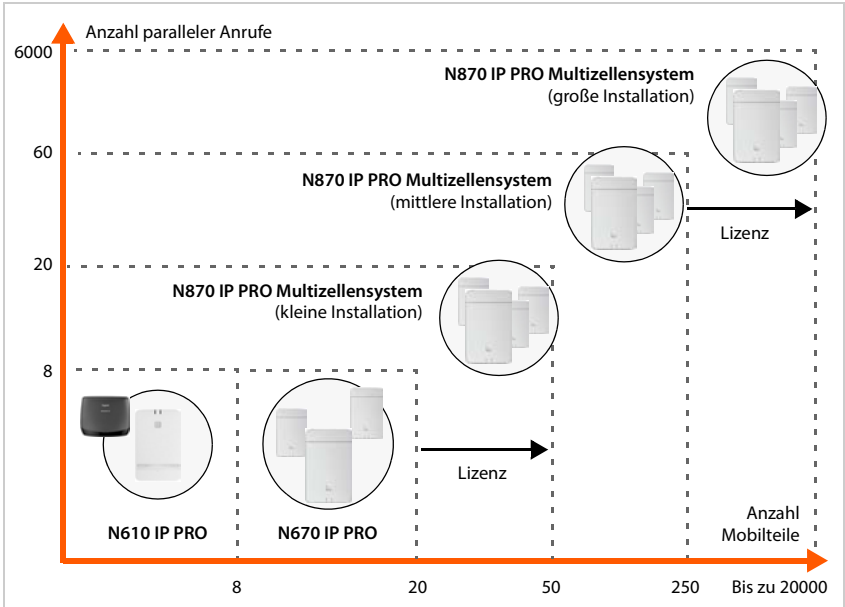 Anzahl paralleler Anrufe
6000
N870 IP PRO Multizellensystem
(große Installation)
60
N870 IP PRO Multizellensystem
(mittlere Installation)
Lizenz
20
N870 IP PRO Multizellensystem
(kleine Installation)
8
Lizenz
N610 IP PRO
N670 IP PRO
Anzahl
Mobilteile
8
20
50
250
Bis zu 20000